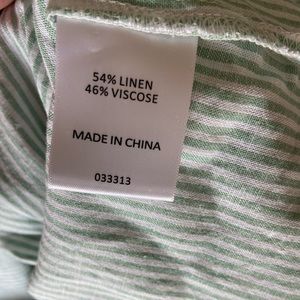 54% LINEN
46% VISCOSE
MADE IN CHINA
033313